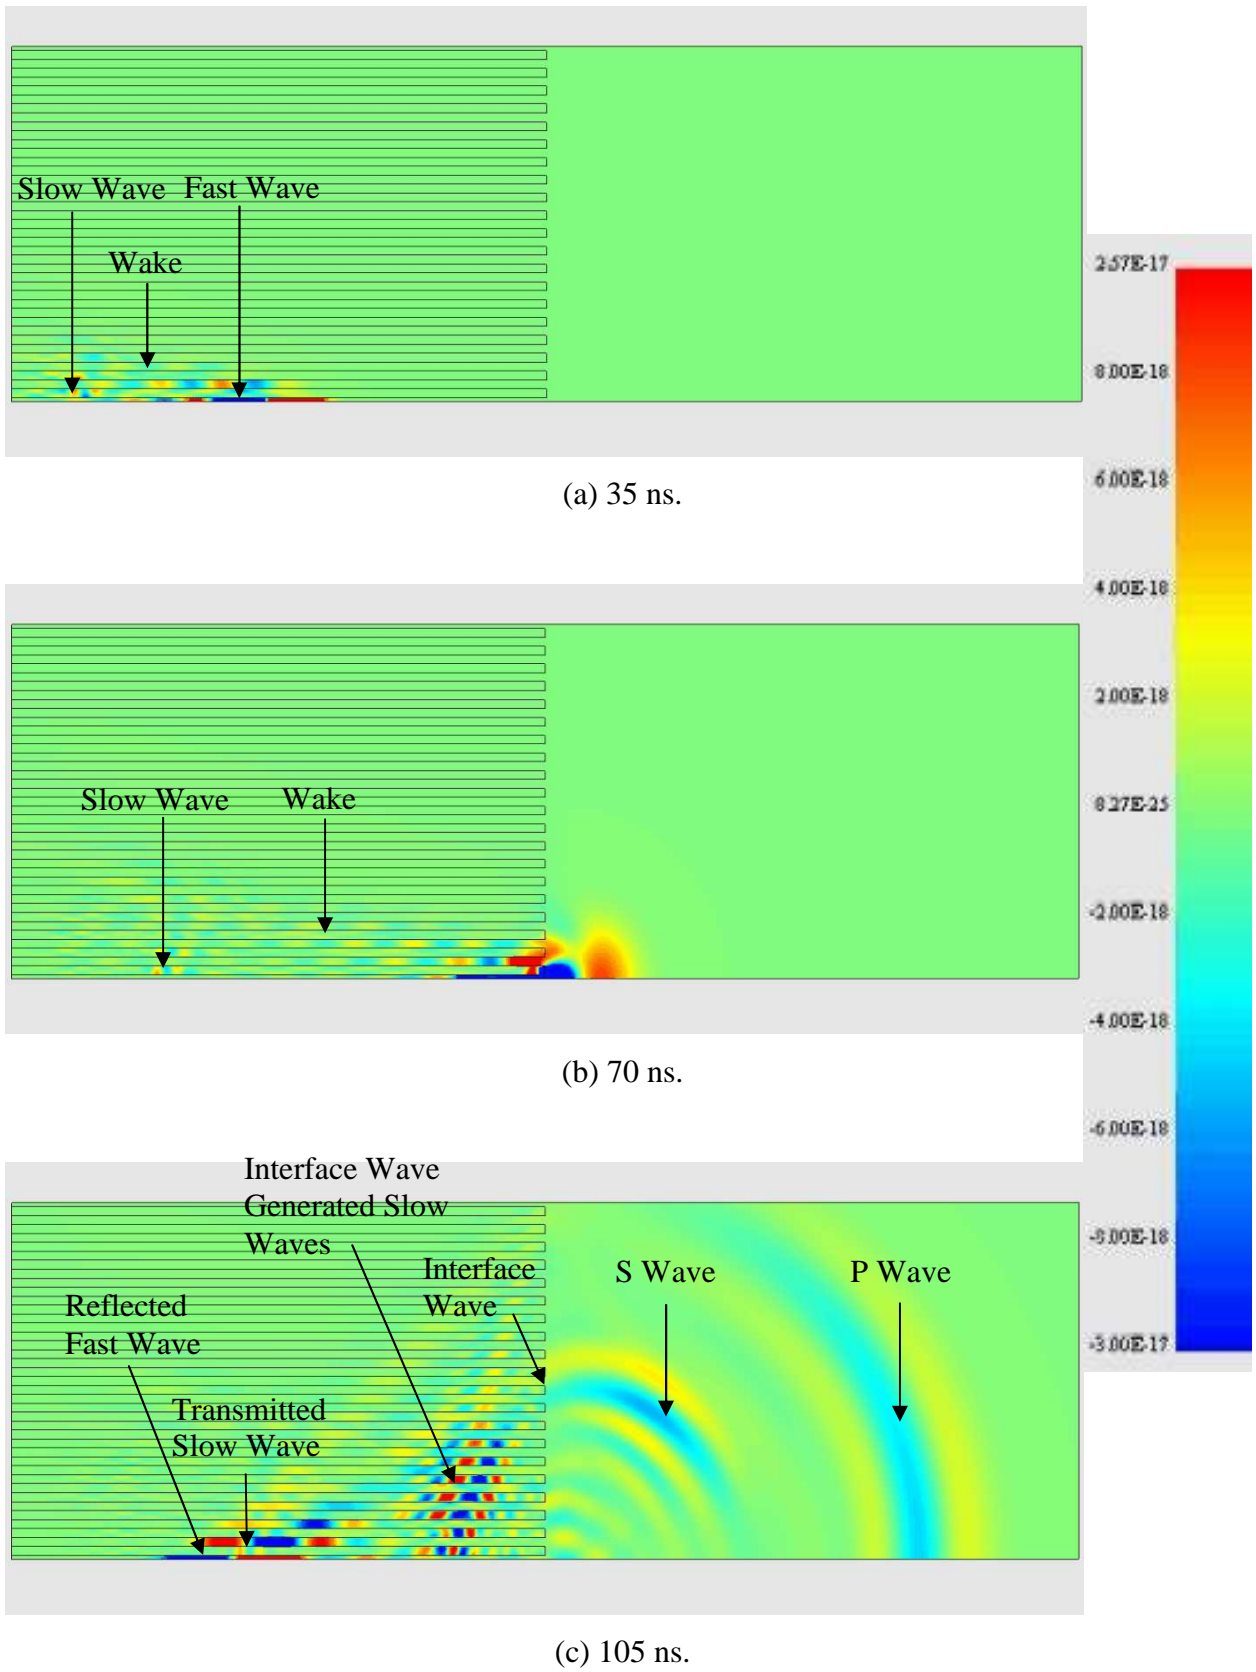 Slow Wave Fast Wave
Wake
(a) 35 ns.
Slow Wave Wake
(b) 70 ns.
Interface Wave
Generated Slow
Waves
Interface
Wave
S Wave
P Wave
Reflected
Fast Wave
Transmitted
Slow Wave
(c) 105 ns.
2.57E-17
8.00E-18
6.00E-18
4.00E-18
2.00E-18
8.27E-25
-2.00E-18
-4.00E-18
-6.00E-18
-8.00E-18
-3.00E-17